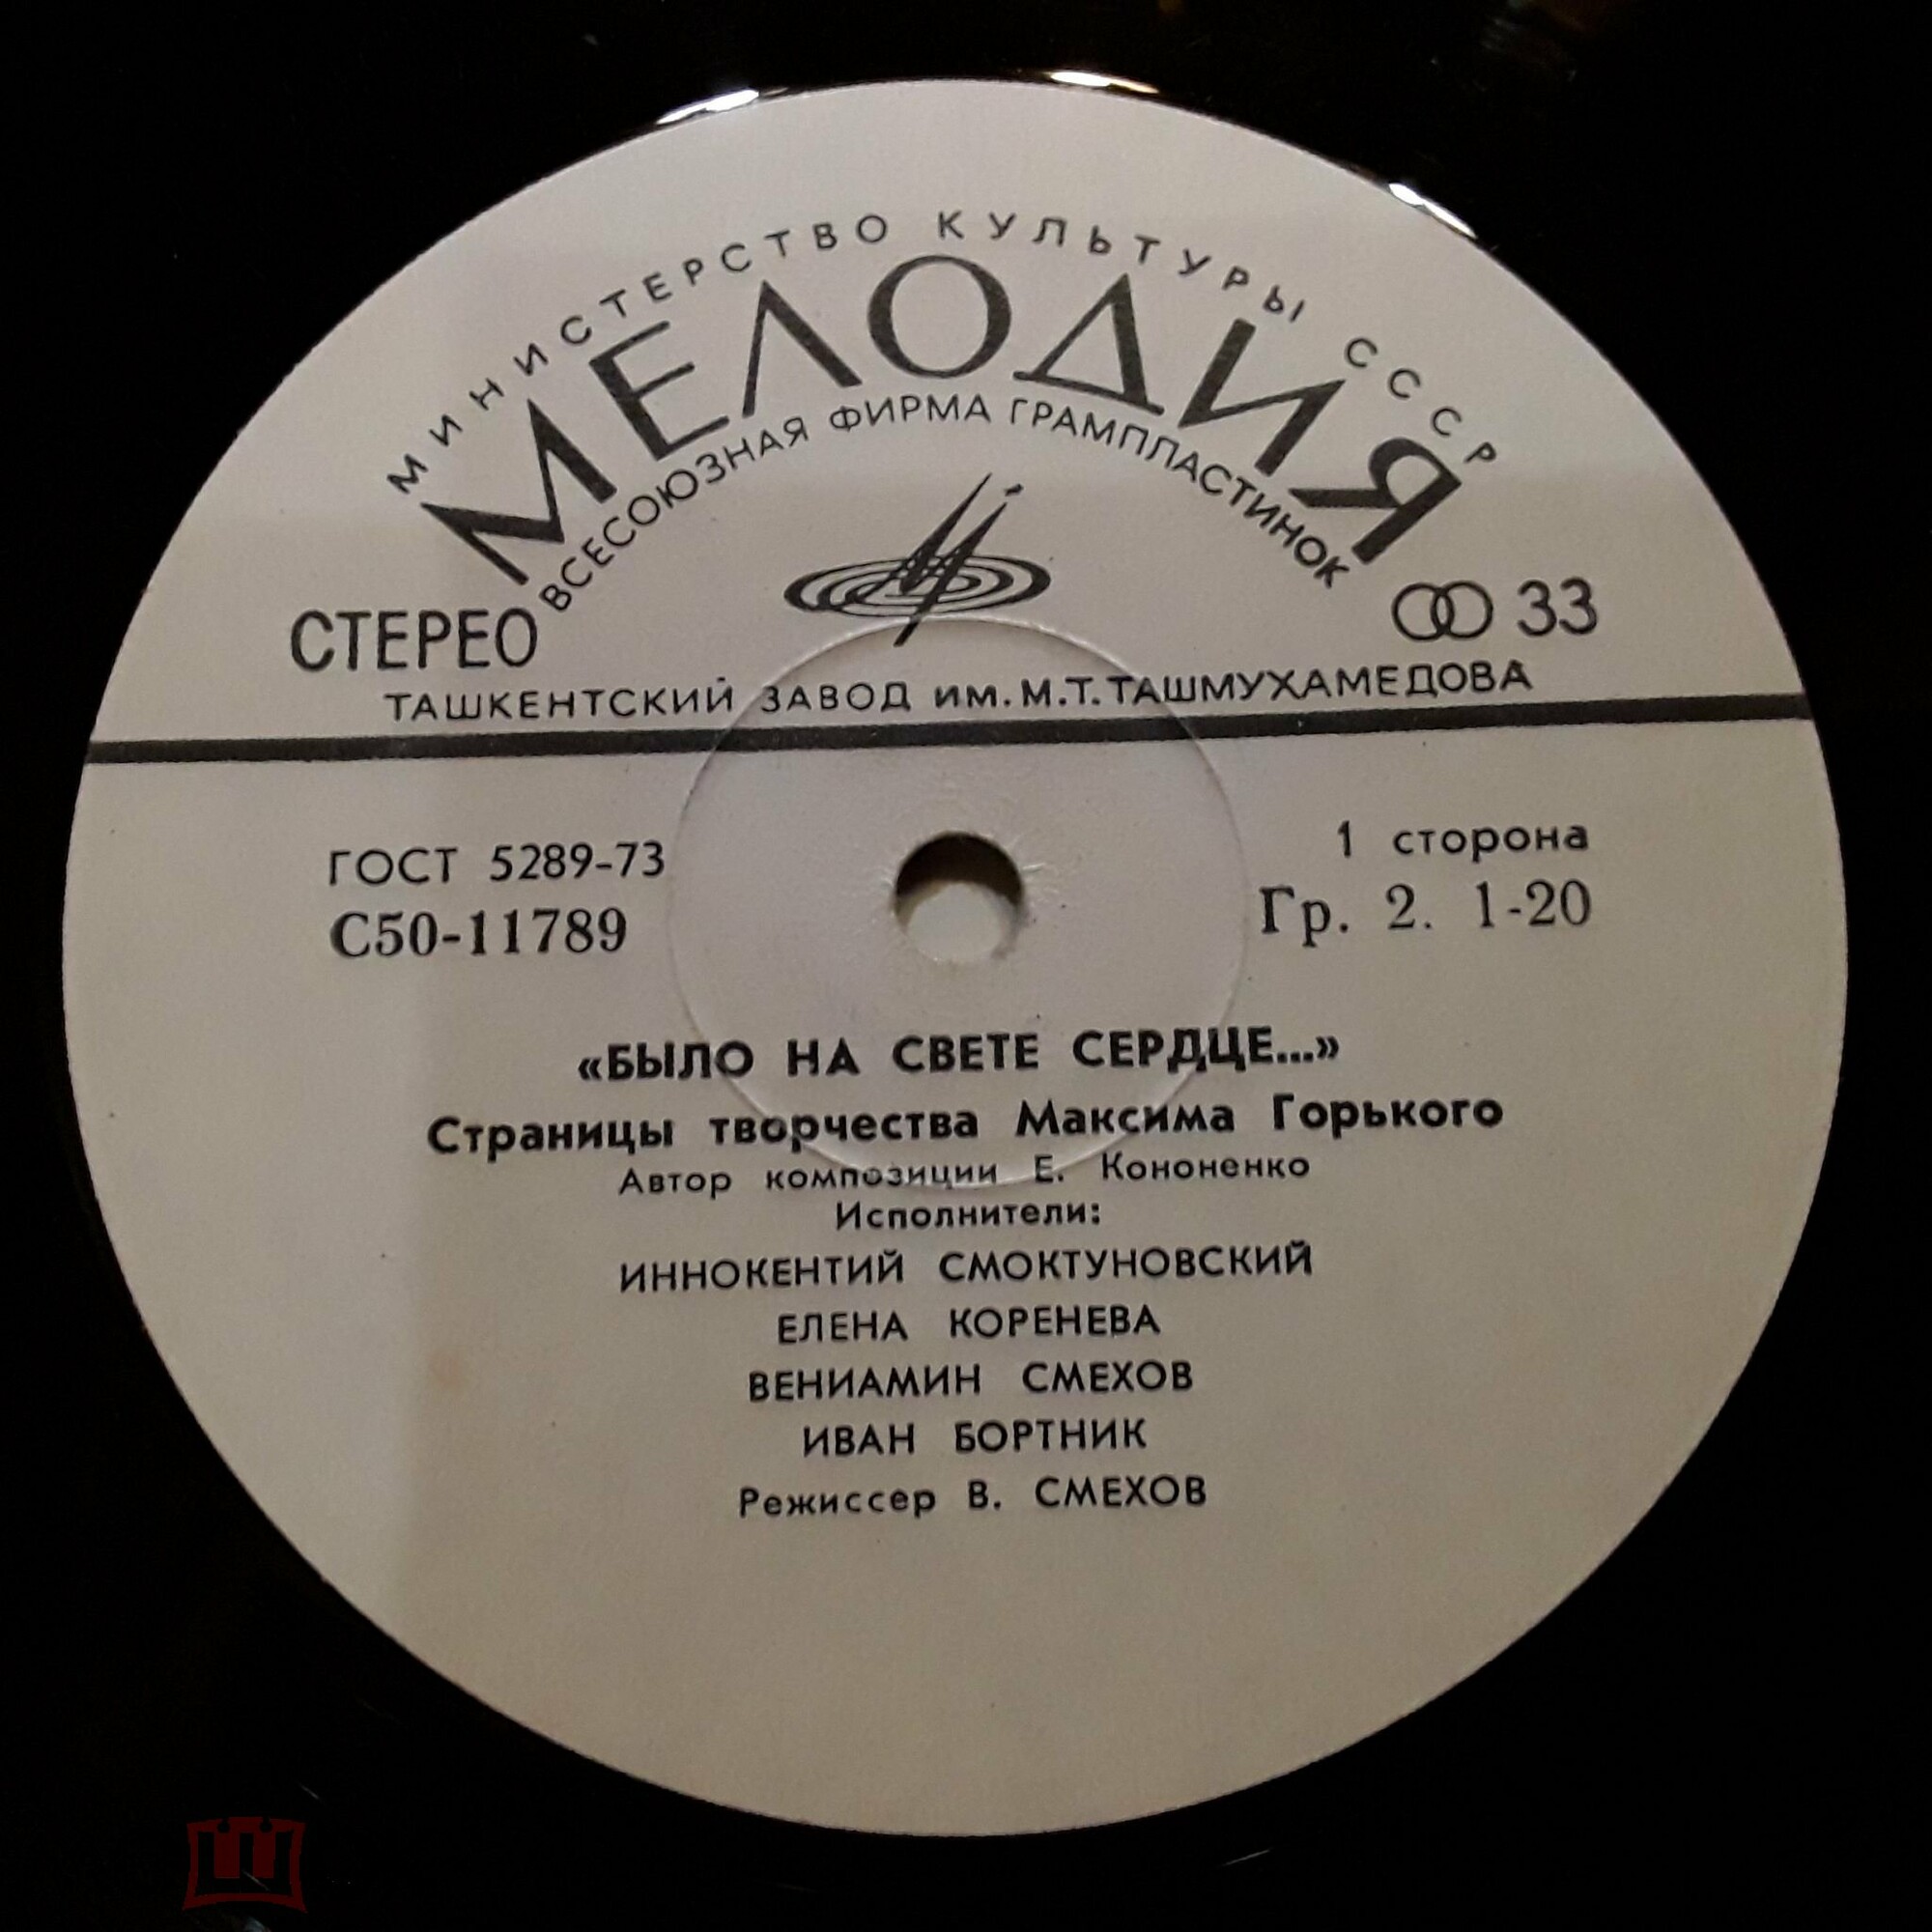 МИНИСТЕРСТВО КУЛЬТУРЫ СССР
МЕЛОДИЯ
ВСЕСОЮЗНАЯ ФИРМА ГРАМПЛАСТИНОК
СТЕРЕО
33
ТАШКЕНТСКИЙ ЗАВОД им. М.Т. ТАШМУХАМЕДОВА
ГОСТ 5289-73
1 сторона
С50-11789
Гр. 2. 1-20
«БЫЛО НА СВЕТЕ СЕРДЦЕ...»
Страницы творчества Максима Горького
Автор композиции Е. Кононенко
Исполнители:
ИННОКЕНТИЙ СМОКТУНОВСКИЙ
ЕЛЕНА КОРЕНЕВА
ВЕНИАМИН СМЕХОВ
ИВАН БОРТНИК
Режиссер В. СМЕХОВ